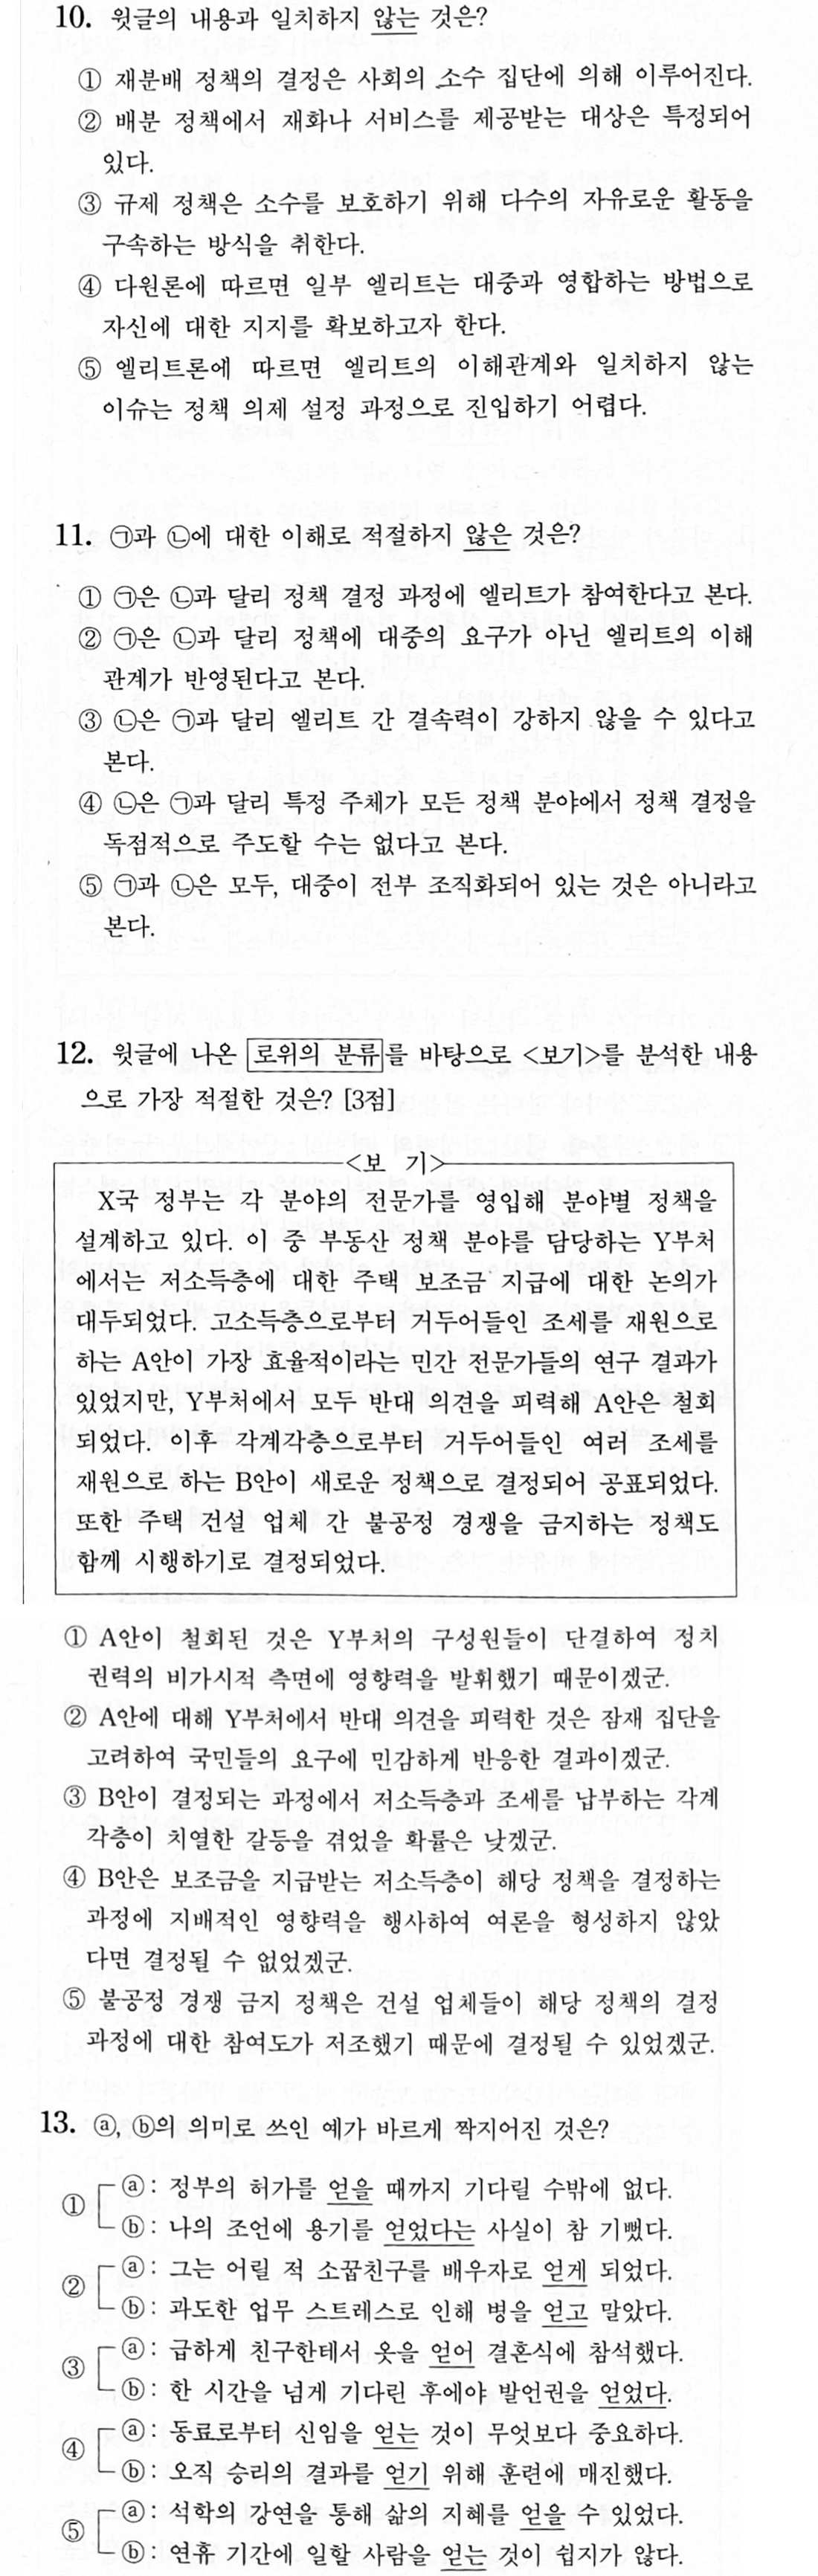 10. 윗글의 내용과 일치하지 않는 것은?
① 재분배 정책의 결정은 사회의 소수 집단에 의해 이루어진다.
② 배분 정책에서 재화나 서비스를 제공받는 대상은 특정되어
있다.
③ 규제 정책은 소수를 보호하기 위해 다수의 자유로운 활동을
구속하는 방식을 취한다.
④ 다원론에 따르면 일부 엘리트는 대중과 영합하는 방법으로
자신에 대한 지지를 확보하고자 한다.
⑤ 엘리트론에 따르면 엘리트의 이해관계와 일치하지 않는
이슈는 정책 의제 설정 과정으로 진입하기 어렵다.
11. ㉠과 ㉡에 대한 이해로 적절하지 않은 것은?
① ㉠은 ㉡과 달리 정책 결정 과정에 엘리트가 참여한다고 본다.
② ㉠은 ㉡과 달리 정책에 대중의 요구가 아닌 엘리트의 이해
관계가 반영된다고 본다.
③ ㉡은 ㉠과 달리 엘리트 간 결속력이 강하지 않을 수 있다고
본다.
④ ㉡은 ㉠과 달리 특정 주체가 모든 정책 분야에서 정책 결정을
독점적으로 주도할 수는 없다고 본다.
⑤ ㉠과 ㉡은 모두, 대중이 전부 조직화되어 있는 것은 아니라고
본다.
12. 윗글에 나온 로위의 분류를 바탕으로 <보기>를 분석한 내용
으로 가장 적절한 것은? [3점]
<보 기>
X국 정부는 각 분야의 전문가를 영입해 분야별 정책을
설계하고 있다. 이 중 부동산 정책 분야를 담당하는 Y부처
에서는 저소득층에 대한 주택 보조금 지급에 대한 논의가
대두되었다. 고소득층으로부터 거두어들인 조세를 재원으로
하는 A안이 가장 효율적이라는 민간 전문가들의 연구 결과가
있었지만, Y부처에서 모두 반대 의견을 피력해 A안은 철회
되었다. 이후 각계각층으로부터 거두어들인 여러 조세를
재원으로 하는 B안이 새로운 정책으로 결정되어 공표되었다.
또한 주택 건설 업체 간 불공정 경쟁을 금지하는 정책도
함께 시행하기로 결정되었다.
① A안이 철회된 것은 Y부처의 구성원들이 단결하여 정치
권력의 비가시적 측면에 영향력을 발휘했기 때문이겠군.
② A안에 대해 Y부처에서 반대 의견을 피력한 것은 잠재 집단을
고려하여 국민들의 요구에 민감하게 반응한 결과이겠군.
③ B안이 결정되는 과정에서 저소득층과 조세를 납부하는 각계
각층이 치열한 갈등을 겪었을 확률은 낮겠군.
④ B안은 보조금을 지급받는 저소득층이 해당 정책을 결정하는
과정에 지배적인 영향력을 행사하여 여론을 형성하지 않았
다면 결정될 수 없었겠군.
⑤ 불공정 경쟁 금지 정책은 건설 업체들이 해당 정책의 결정
과정에 대한 참여도가 저조했기 때문에 결정될 수 있었겠군.
13. ⓐ, ⓑ의 의미로 쓰인 예가 바르게 짝지어진 것은?
① ⓐ: 정부의 허가를 얻을 때까지 기다릴 수밖에 없다.
ⓑ: 나의 조언에 용기를 얻었다는 사실이 참 기뻤다.
② ⓐ: 그는 어릴 적 소꿉친구를 배우자로 얻게 되었다.
ⓑ: 과도한 업무 스트레스로 인해 병을 얻고 말았다.
③ ⓐ: 급하게 친구한테서 옷을 얻어 결혼식에 참석했다.
ⓑ: 한 시간을 넘게 기다린 후에야 발언권을 얻었다.
④ ⓐ: 동료로부터 신임을 얻는 것이 무엇보다 중요하다.
ⓑ: 오직 승리의 결과를 얻기 위해 훈련에 매진했다.
⑤ ⓐ: 석학의 강연을 통해 삶의 지혜를 얻을 수 있었다.
ⓑ: 연휴 기간에 일할 사람을 얻는 것이 쉽지가 않다.